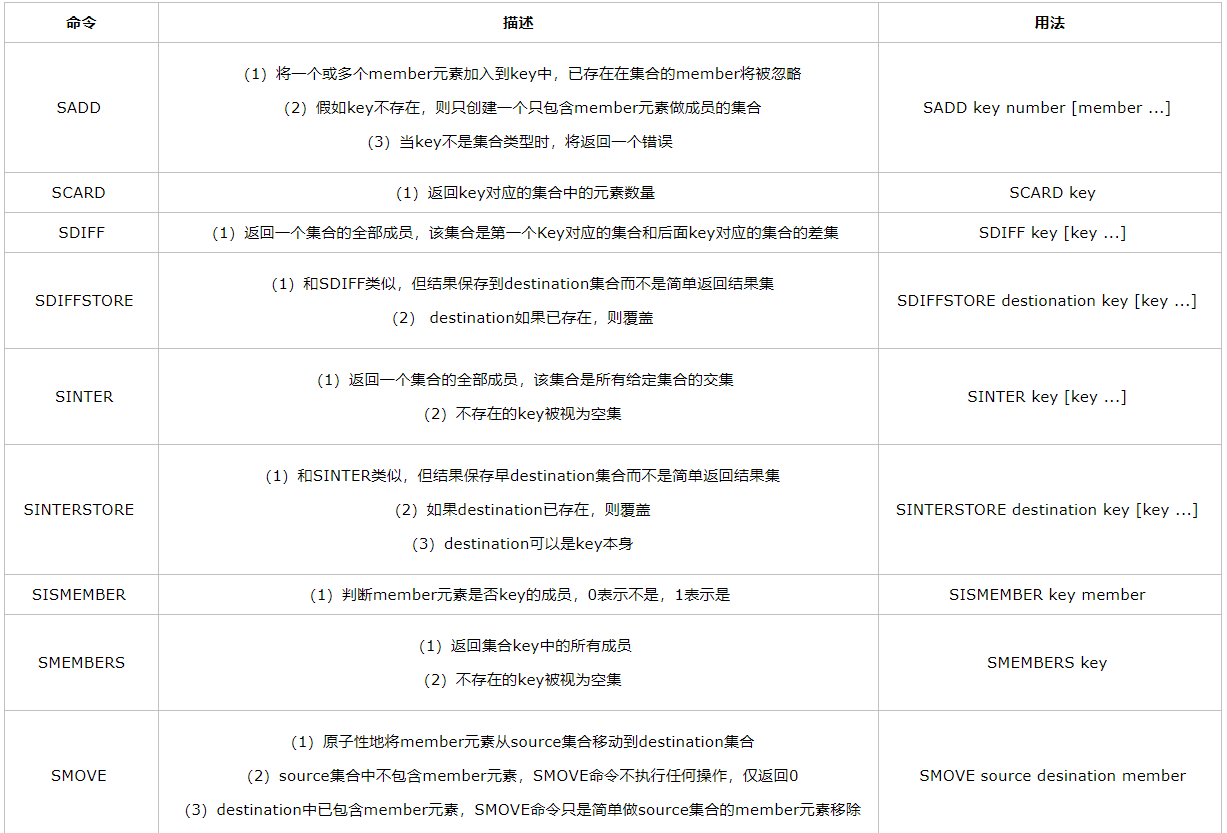 命令 描述 用法
SADD
(1）将一个或多个member元素加入到key中，已存在在集合的member将被忽略
(2）假如key不存在，则只创建一个只包含member元素做成员的集合
(3）当key不是集合类型时，将返回一个错误
SADD key number [member ...]
SCARD
(1）返回key对应的集合中的元素数量
SCARD key
SDIFF
(1）返回一个集合的全部成员，该集合是第一个Key对应的集合和后面key对应的集合的差集
SDIFF key [key ...]
SDIFFSTORE
(1）和SDIFF类似，但结果保存到destination集合而不是简单返回结果集
(2） destination如果已存在，则覆盖
SDIFFSTORE destionation key [key ...]
SINTER
(1）返回一个集合的全部成员，该集合是所有给定集合的交集
(2）不存在的key被视为空集
SINTER key [key ...]
SINTERSTORE
(1）和SINTER类似，但结果保存早destination集合而不是简单返回结果集
(2）如果destination已存在，则覆盖
(3）destination可以是key本身
SINTERSTORE destination key [key ...]
SISMEMBER
(1）判断member元素是否key的成员，0表示不是，1表示是
SISMEMBER key member
SMEMBERS
(1）返回集合key中的所有成员
(2）不存在的key被视为空集
SMEMBERS key
SMOVE
(1）原子性地将member元素从source集合移动到destination集合
(2）source集合中不包含member元素，SMOVE命令不执行任何操作，仅返回0
(3）destination中已包含member元素，SMOVE命令只是简单做source集合的member元素移除
SMOVE source desination member